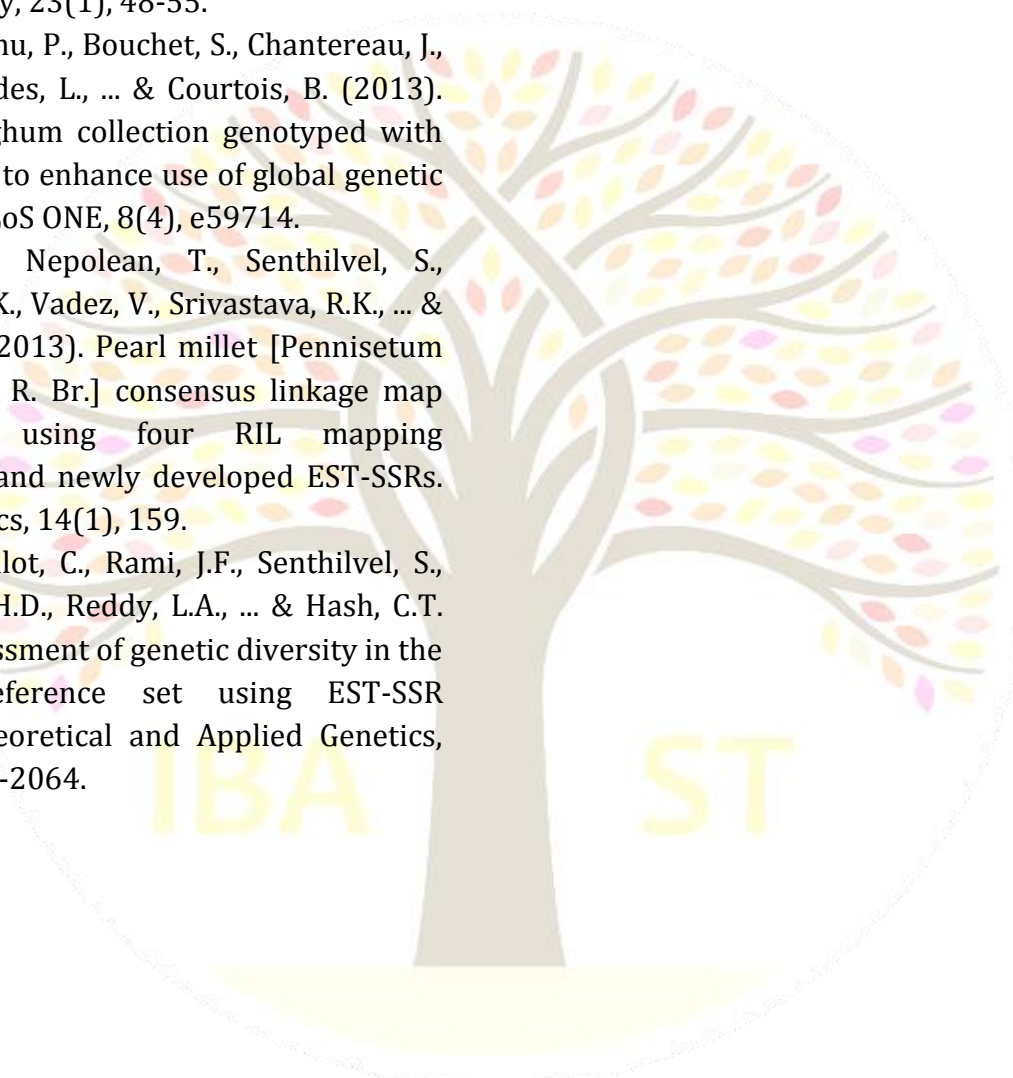 y, 23(1), 48-55.
nu, P., Bouchet, S., Chantereau, J.,
des, L., ... & Courtois, B. (2013).
ghum collection genotyped with
to enhance use of global genetic
LoS ONE, 8(4), e59714.
Nepolean, T., Senthilvel, S.,
K., Vadez, V., Srivastava, R.K., ... &
2013). Pearl millet [Pennisetum
R. Br.] consensus linkage map
using four RIL mapping
and newly developed EST-SSRs.
ics, 14(1), 159.
llot, C., Rami, J.F., Senthilvel, S.,
H.D., Reddy, L.A., ... & Hash, C.T.
ssment of genetic diversity in the
eference set using EST-SSR
eoretical and Applied Genetics,
-2064.
IBA ST